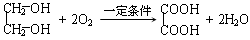 CH₂—OH COOH
| + 2O₂ —一定条件→ | + 2H₂O
CH₂—OH COOH